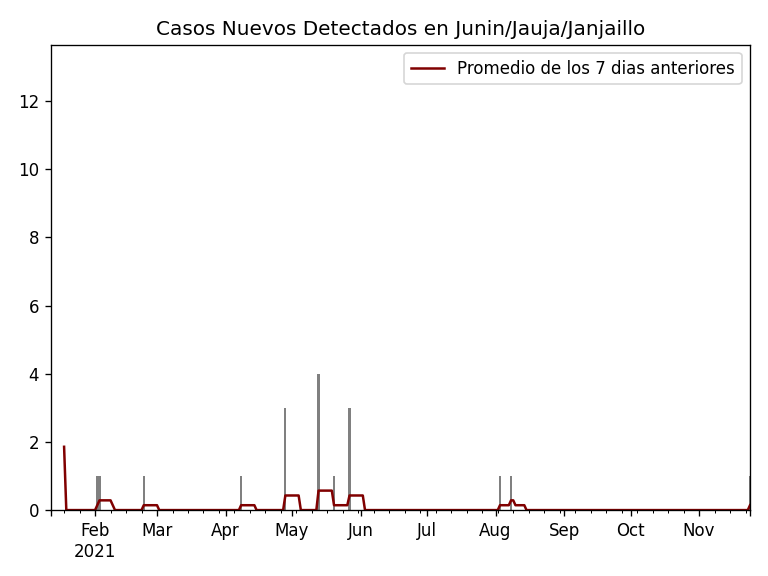 Casos Nuevos Detectados en Junin/Jauja/Janjaillo
Promedio de los 7 dias anteriores
12
10
8
6
4
2
0
Feb Mar Apr May Jun Jul Aug Sep Oct Nov
2021